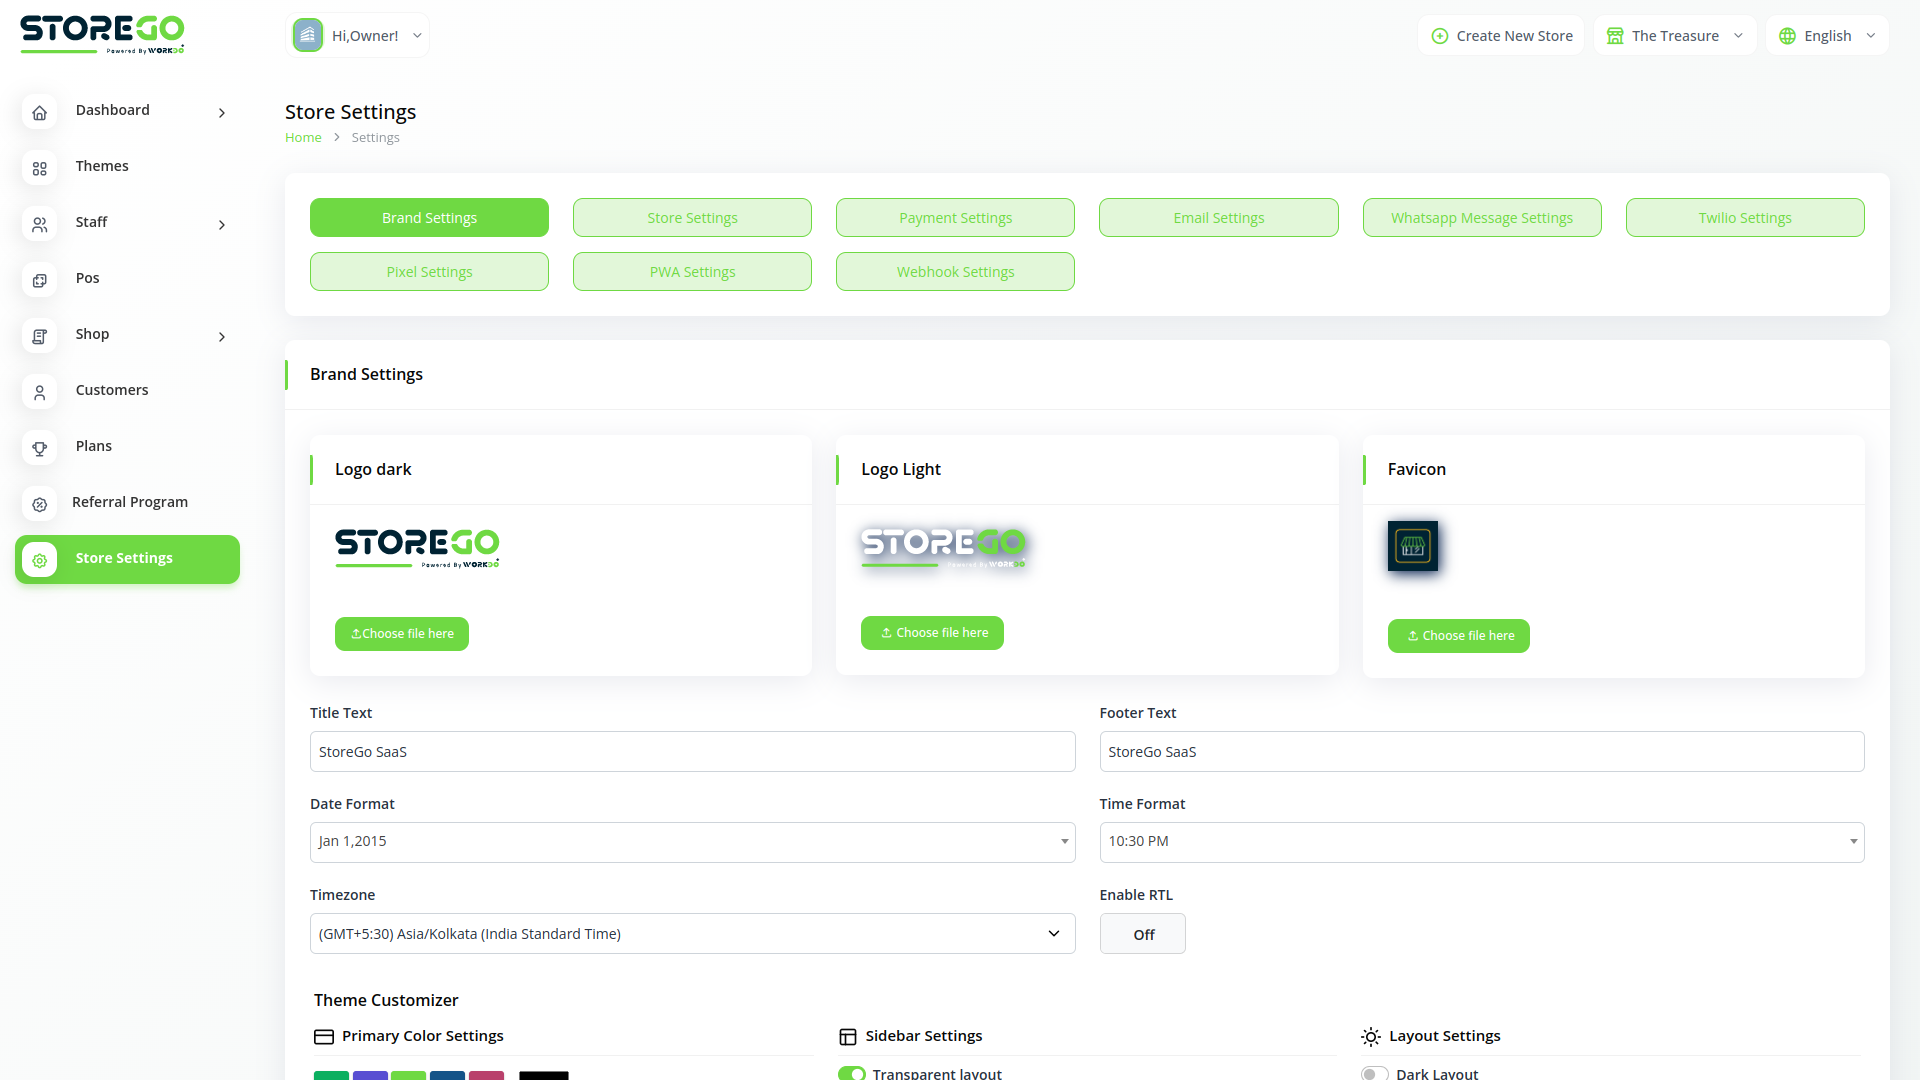 STOREGO
Powered By WORKDO
Hi,Owner!
Create New Store
The Treasure
English
Dashboard
Themes
Staff
Pos
Shop
Customers
Plans
Referral Program
Store Settings
Store Settings
Home > Settings
Brand Settings
Store Settings
Payment Settings
Email Settings
Whatsapp Message Settings
Twilio Settings
Pixel Settings
PWA Settings
Webhook Settings
Brand Settings
Logo dark
STOREGO
Powered By WORKDO
Choose file here
Logo Light
STOREGO
Powered By WORKDO
Choose file here
Favicon
Choose file here
Title Text
StoreGo SaaS
Footer Text
StoreGo SaaS
Date Format
Jan 1,2015
Time Format
10:30 PM
Timezone
(GMT+5:30) Asia/Kolkata (India Standard Time)
Enable RTL
Off
Theme Customizer
Primary Color Settings
Sidebar Settings
Transparent layout
Layout Settings
Dark Layout